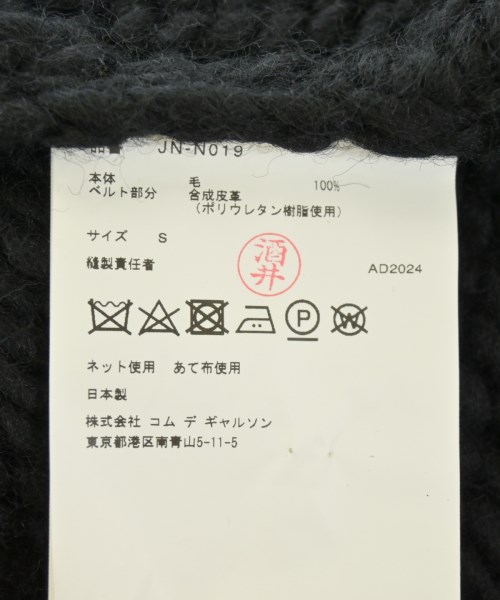 品番 JN-N019
本体 毛 100%
ベルト部分 合成皮革
（ポリウレタン樹脂使用）
サイズ S
縫製責任者 酒井 AD2024
P W
ネット使用 あて布使用
日本製
株式会社 コム デ ギャルソン
東京都港区南青山5-11-5